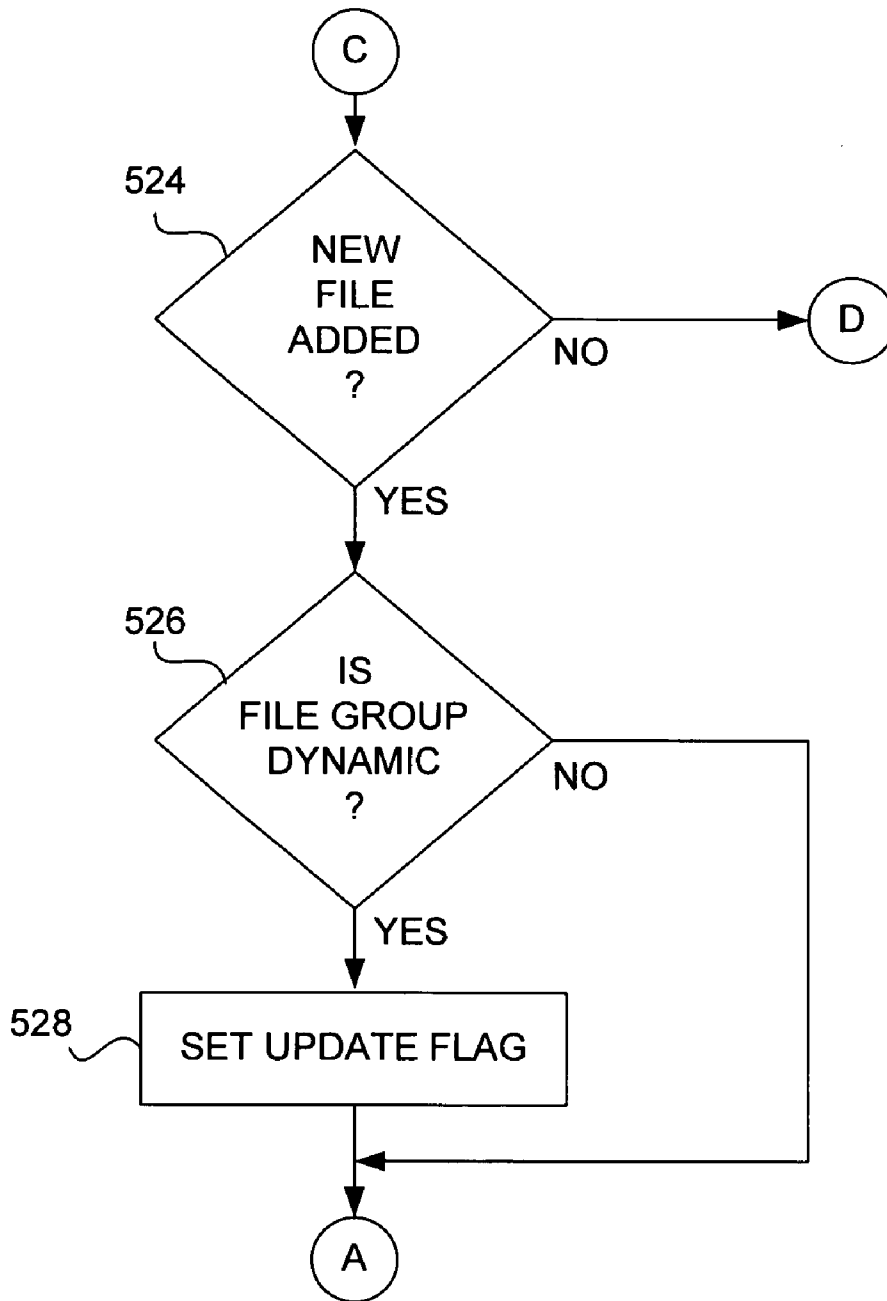 C
524
NEW
FILE
ADDED
?
D
NO
YES
526
IS
FILE GROUP
DYNAMIC
?
NO
YES
528
SET UPDATE FLAG
A